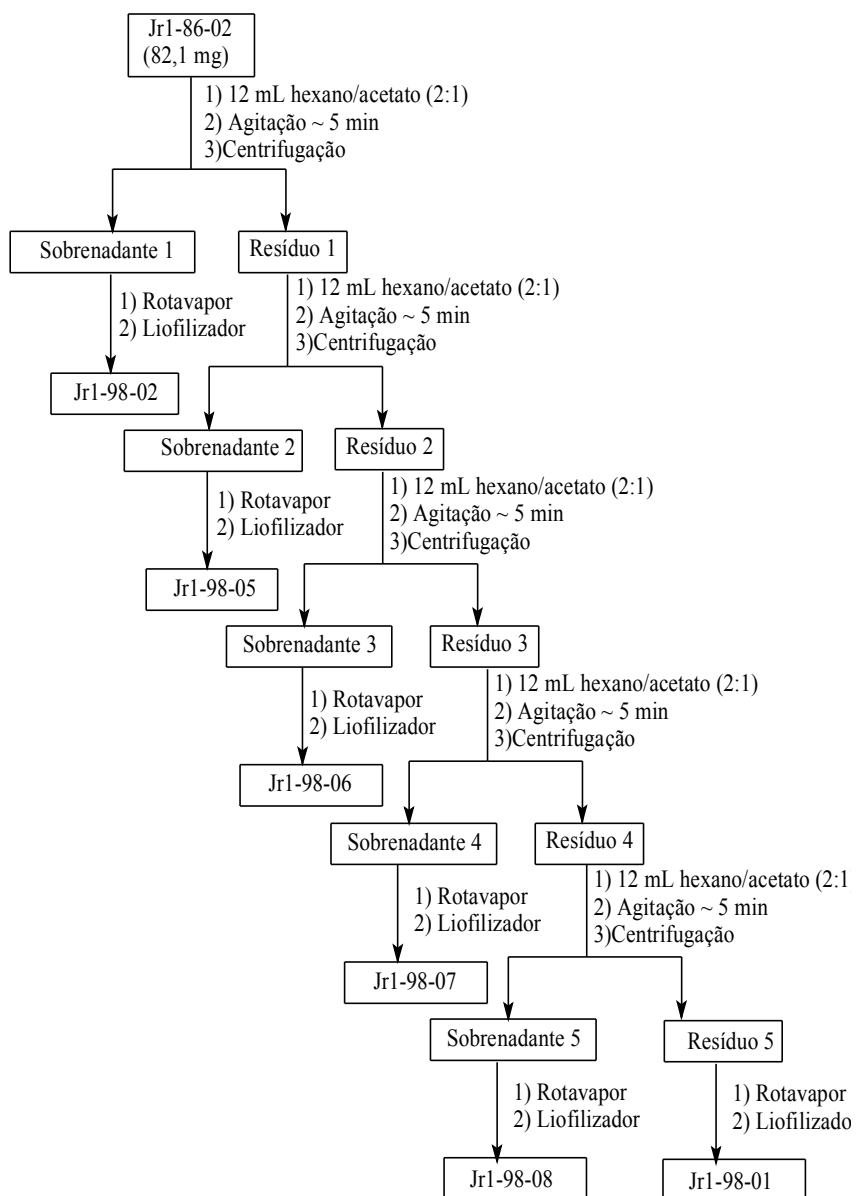 Jr1-86-02
(82,1 mg)
1) 12 mL hexano/acetato (2:1)
2) Agitação ~ 5 min
3)Centrifugação
Sobrenadante 1
Resíduo 1
1) Rotavapor
2) Liofilizador
1) 12 mL hexano/acetato (2:1)
2) Agitação ~ 5 min
3)Centrifugação
Jr1-98-02
Sobrenadante 2
Resíduo 2
1) Rotavapor
2) Liofilizador
1) 12 mL hexano/acetato (2:1)
2) Agitação ~ 5 min
3)Centrifugação
Jr1-98-05
Sobrenadante 3
Resíduo 3
1) Rotavapor
2) Liofilizador
1) 12 mL hexano/acetato (2:1)
2) Agitação ~ 5 min
3)Centrifugação
Jr1-98-06
Sobrenadante 4
Resíduo 4
1) Rotavapor
2) Liofilizador
1) 12 mL hexano/acetato (2:1
2) Agitação ~ 5 min
3)Centrifugação
Jr1-98-07
Sobrenadante 5
Resíduo 5
1) Rotavapor
2) Liofilizador
1) Rotavapor
2) Liofilizado
Jr1-98-08
Jr1-98-01